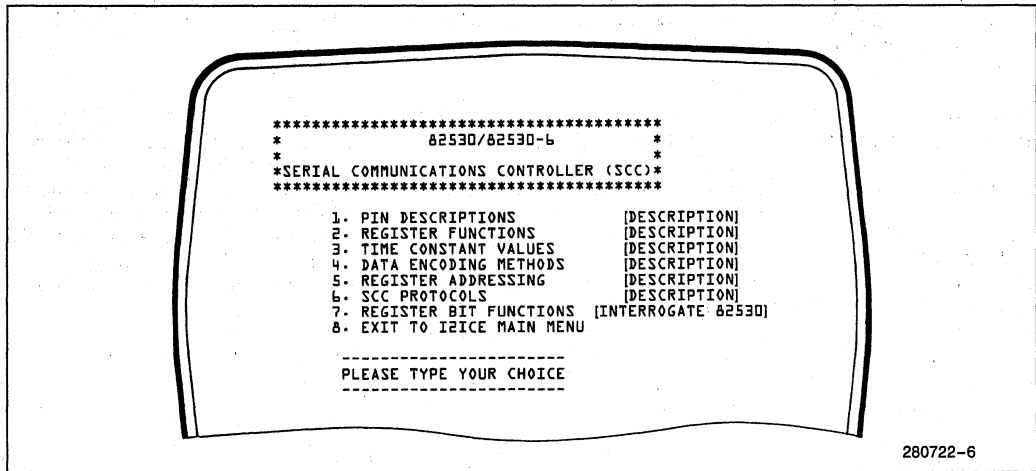 ****************************************
* 82530/82530-6 *
* *
*SERIAL COMMUNICATIONS CONTROLLER (SCC)*
****************************************
1. PIN DESCRIPTIONS [DESCRIPTION]
2. REGISTER FUNCTIONS [DESCRIPTION]
3. TIME CONSTANT VALUES [DESCRIPTION]
4. DATA ENCODING METHODS [DESCRIPTION]
5. REGISTER ADDRESSING [DESCRIPTION]
6. SCC PROTOCOLS [DESCRIPTION]
7. REGISTER BIT FUNCTIONS [INTERROGATE 82530]
8. EXIT TO I2ICE MAIN MENU
-----------------------
PLEASE TYPE YOUR CHOICE
-----------------------
280722-6